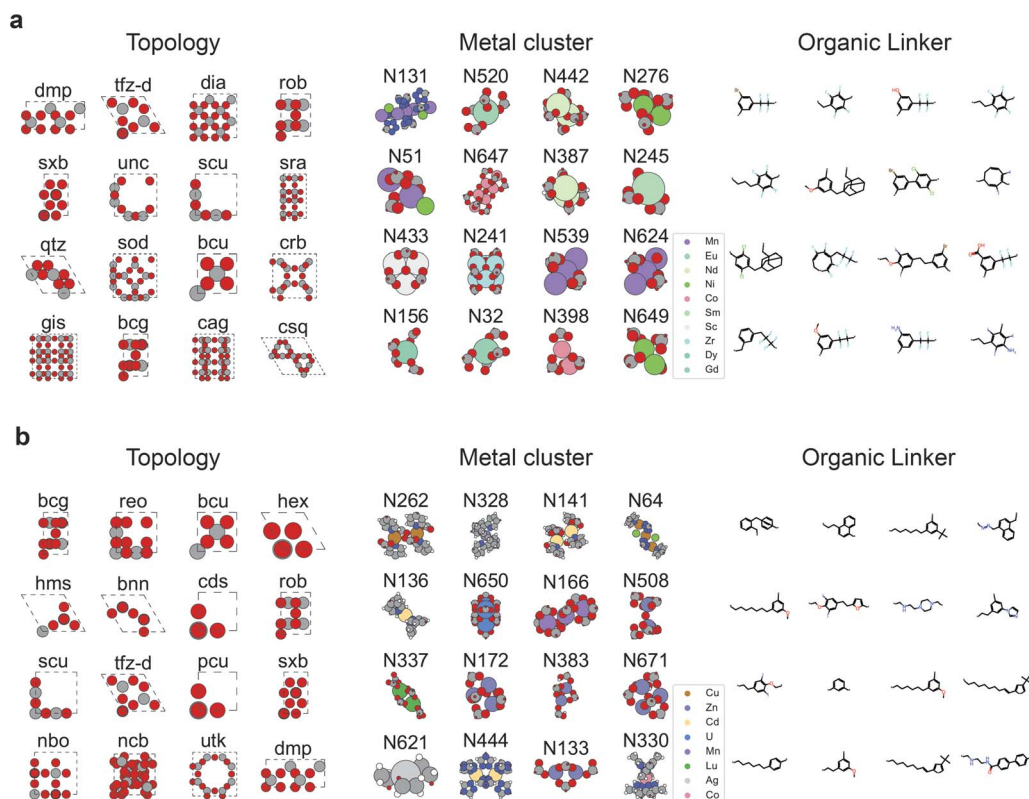 a
Topology
Metal cluster
Organic Linker
dmp tfz-d dia rob
N131 N520 N442 N276
sxb unc scu sra
N51 N647 N387 N245
qtz sod bcu crb
N433 N241 N539 N624
gis bcg cag csq
N156 N32 N398 N649
Mn
Eu
Nd
Ni
Co
Sm
Sc
Zr
Dy
Gd
b
Topology
Metal cluster
Organic Linker
bcg reo bcu hex
N262 N328 N141 N64
hms bnn cds rob
N136 N650 N166 N508
scu tfz-d pcu sxb
N337 N172 N383 N671
nbo ncb utk dmp
N621 N444 N133 N330
Cu
Zn
Cd
U
Mn
Lu
Ag
Co